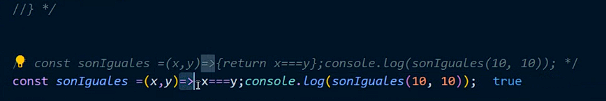 //} */
/* const sonIguales =(x,y)=>{return x===y};console.log(sonIguales(10, 10)); */
const sonIguales =(x,y)=> x===y;console.log(sonIguales(10, 10)); true